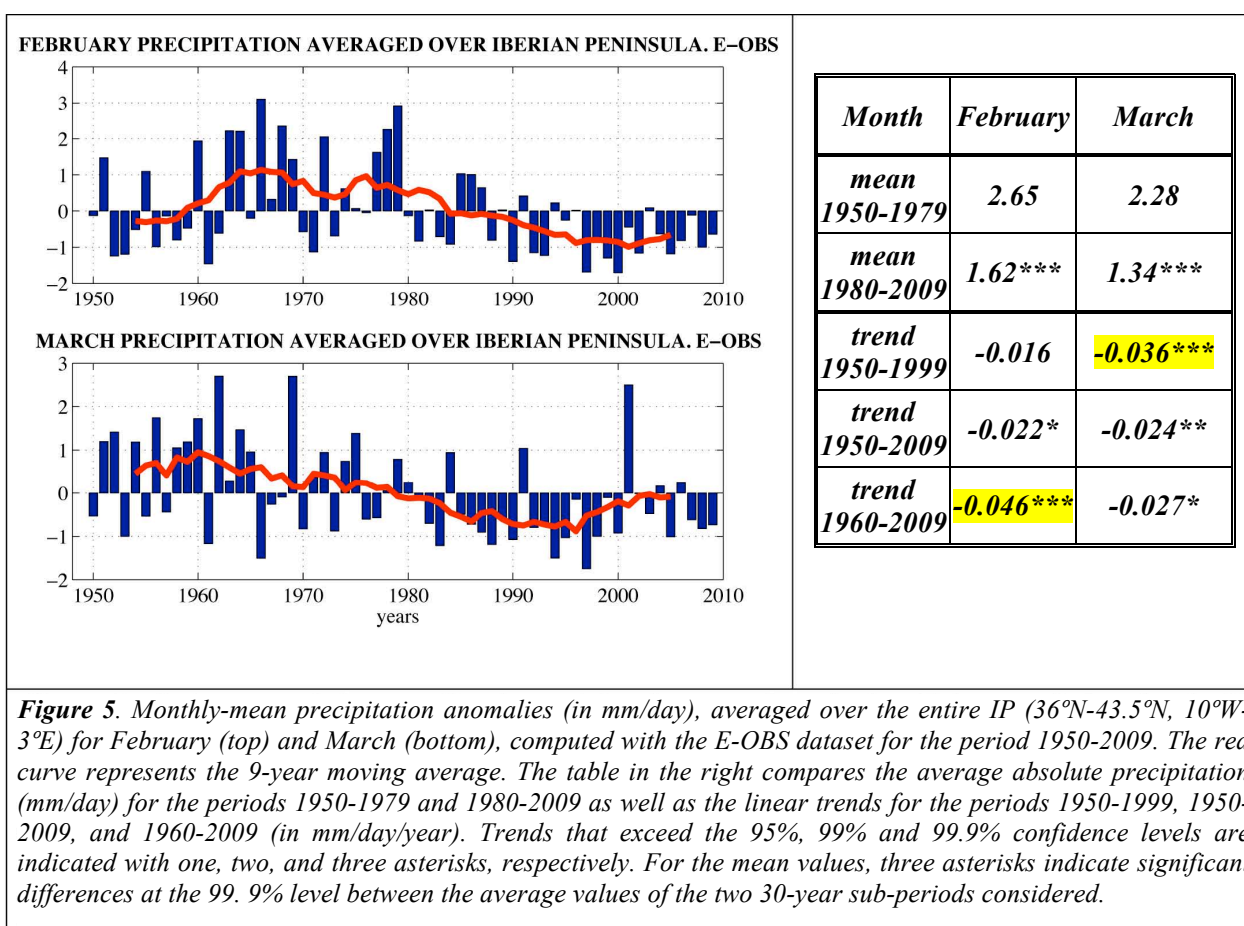 FEBRUARY PRECIPITATION AVERAGED OVER IBERIAN PENINSULA. E−OBS
4
3
2
1
0
−1
−2
1950 1960 1970 1980 1990 2000 2010
MARCH PRECIPITATION AVERAGED OVER IBERIAN PENINSULA. E−OBS
3
2
1
0
−1
−2
1950 1960 1970 1980 1990 2000 2010
years
Month February March
mean
1950-1979 2.65 2.28
mean
1980-2009 1.62*** 1.34***
trend
1950-1999 -0.016 -0.036***
trend
1950-2009 -0.022* -0.024**
trend
1960-2009 -0.046*** -0.027*
Figure 5. Monthly-mean precipitation anomalies (in mm/day), averaged over the entire IP (36ºN-43.5ºN, 10ºW-
3ºE) for February (top) and March (bottom), computed with the E-OBS dataset for the period 1950-2009. The red
curve represents the 9-year moving average. The table in the right compares the average absolute precipitation
(mm/day) for the periods 1950-1979 and 1980-2009 as well as the linear trends for the periods 1950-1999, 1950-
2009, and 1960-2009 (in mm/day/year). Trends that exceed the 95%, 99% and 99.9% confidence levels are
indicated with one, two, and three asterisks, respectively. For the mean values, three asterisks indicate significant
differences at the 99. 9% level between the average values of the two 30-year sub-periods considered.